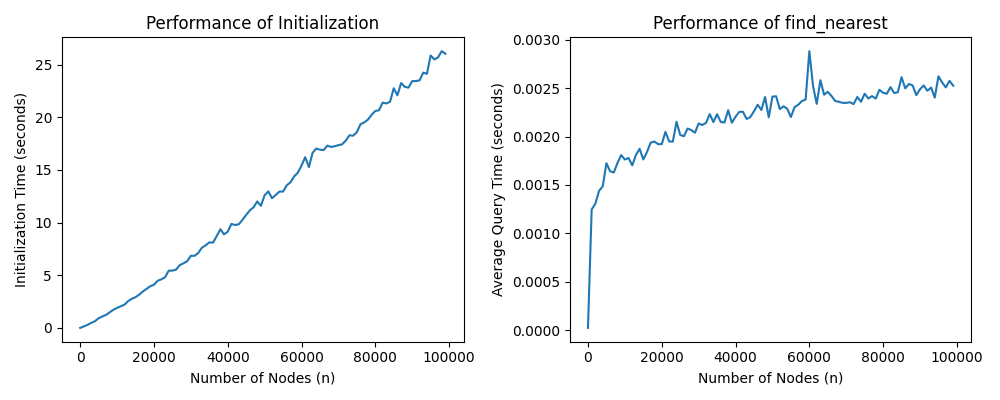 Performance of Initialization
Initialization Time (seconds)
25
20
15
10
5
0
0 20000 40000 60000 80000 100000
Number of Nodes (n)
Performance of find_nearest
Average Query Time (seconds)
0.0030
0.0025
0.0020
0.0015
0.0010
0.0005
0.0000
0 20000 40000 60000 80000 100000
Number of Nodes (n)